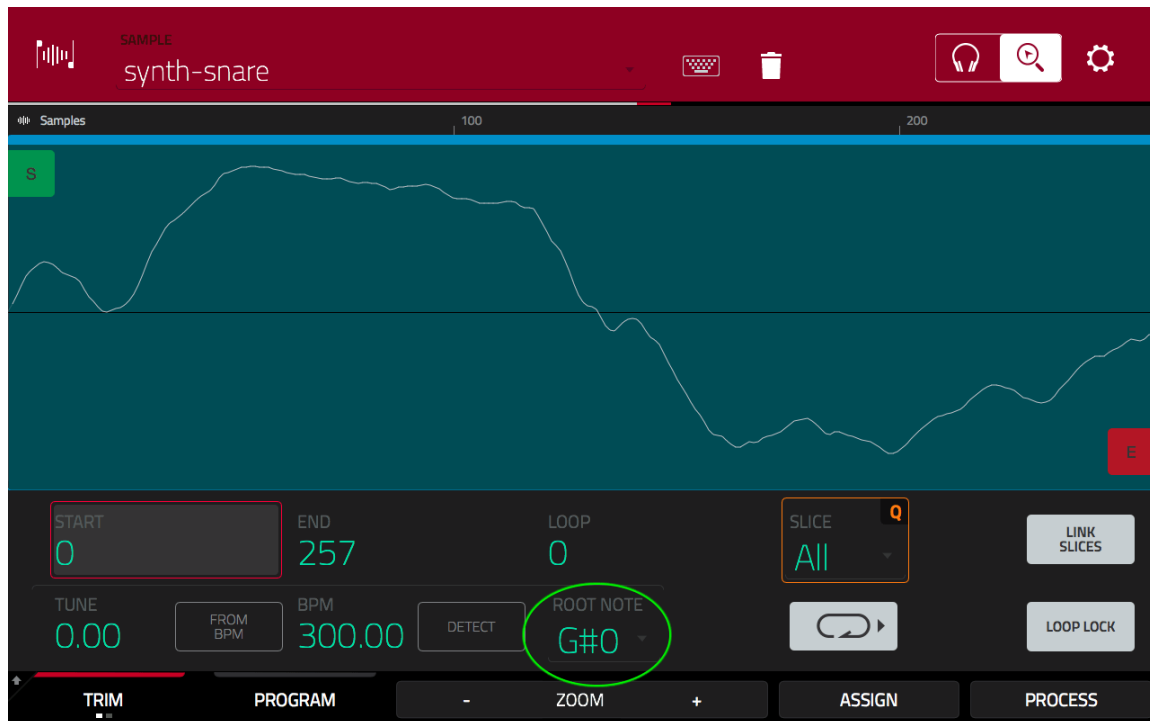 SAMPLE
synth-snare
Samples
100
200
S
E
START
0
END
257
LOOP
0
SLICE
Q
All
LINK
SLICES
TUNE
0.00
FROM
BPM
BPM
300.00
DETECT
ROOT NOTE
G#0
LOOP LOCK
TRIM
PROGRAM
-
ZOOM
+
ASSIGN
PROCESS